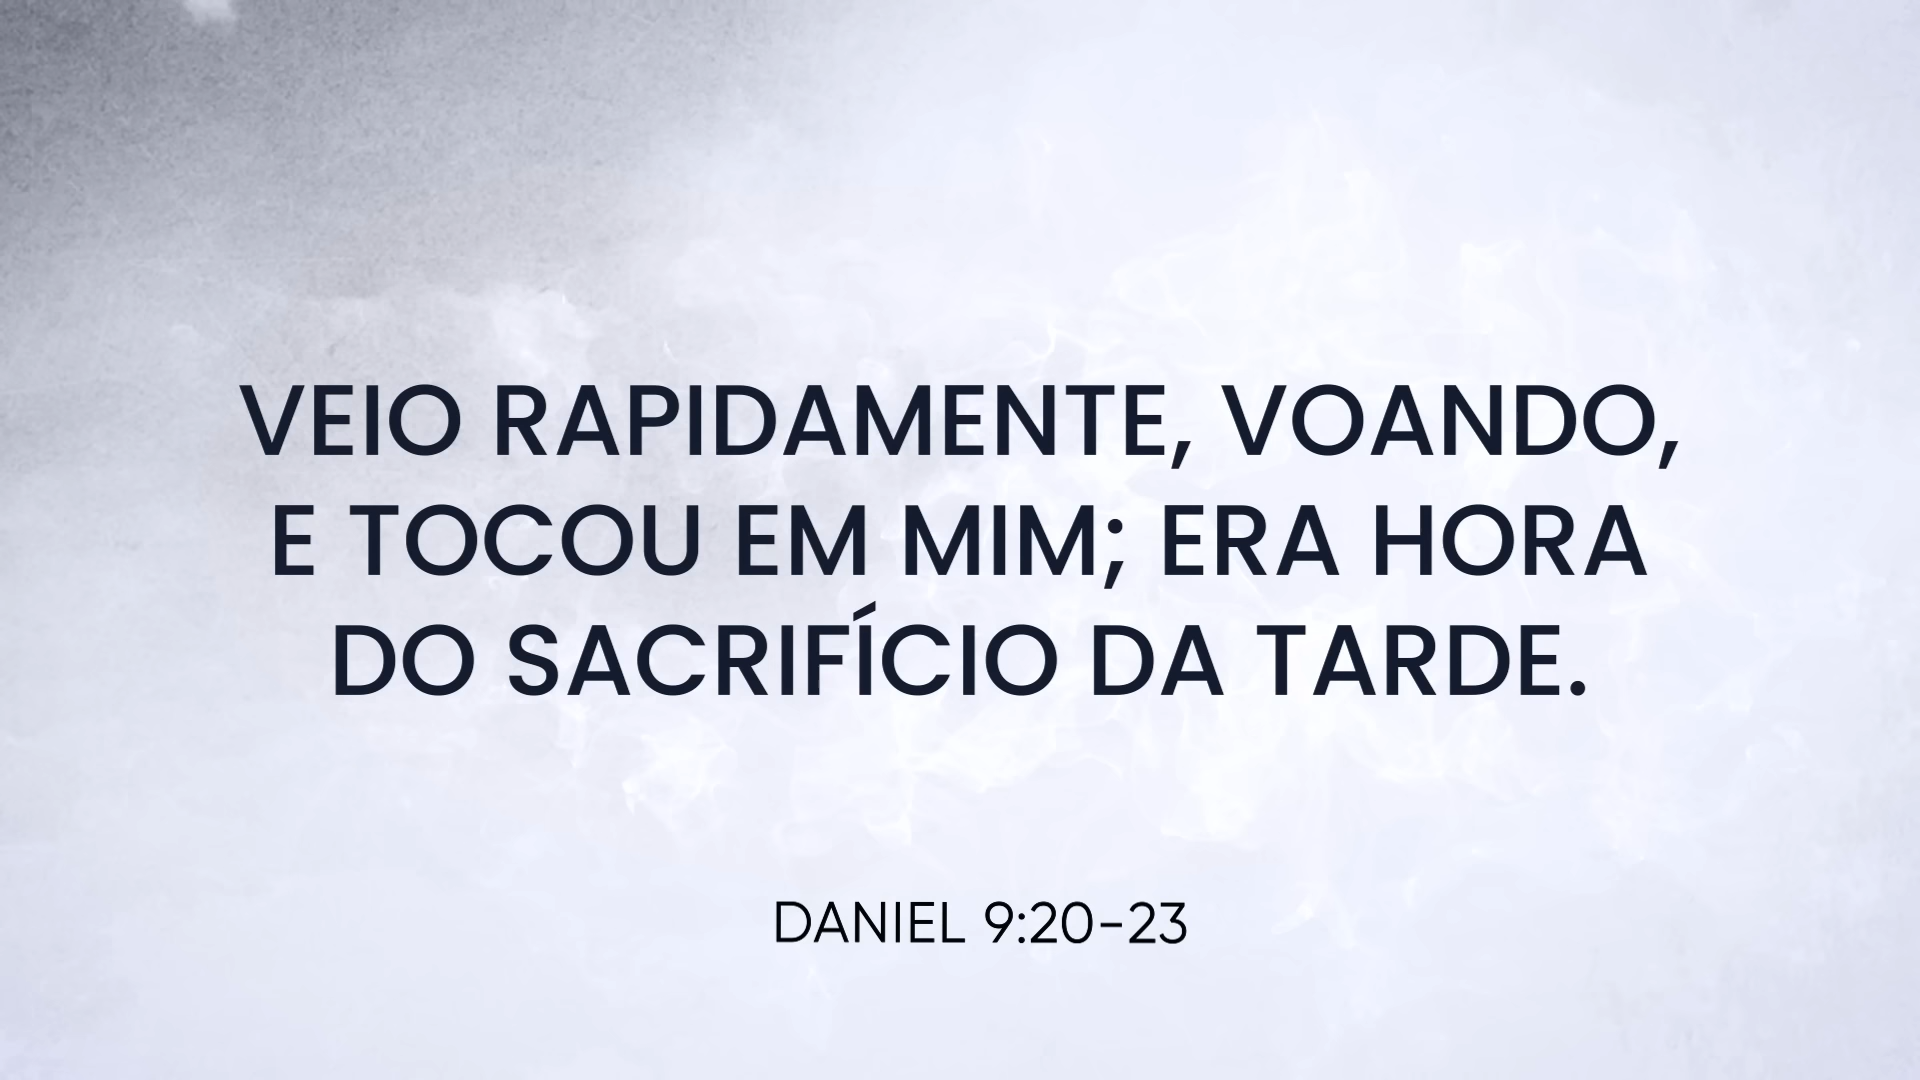 VEIO RAPIDAMENTE, VOANDO,
E TOCOU EM MIM; ERA HORA
DO SACRIFÍCIO DA TARDE.
DANIEL 9:20-23